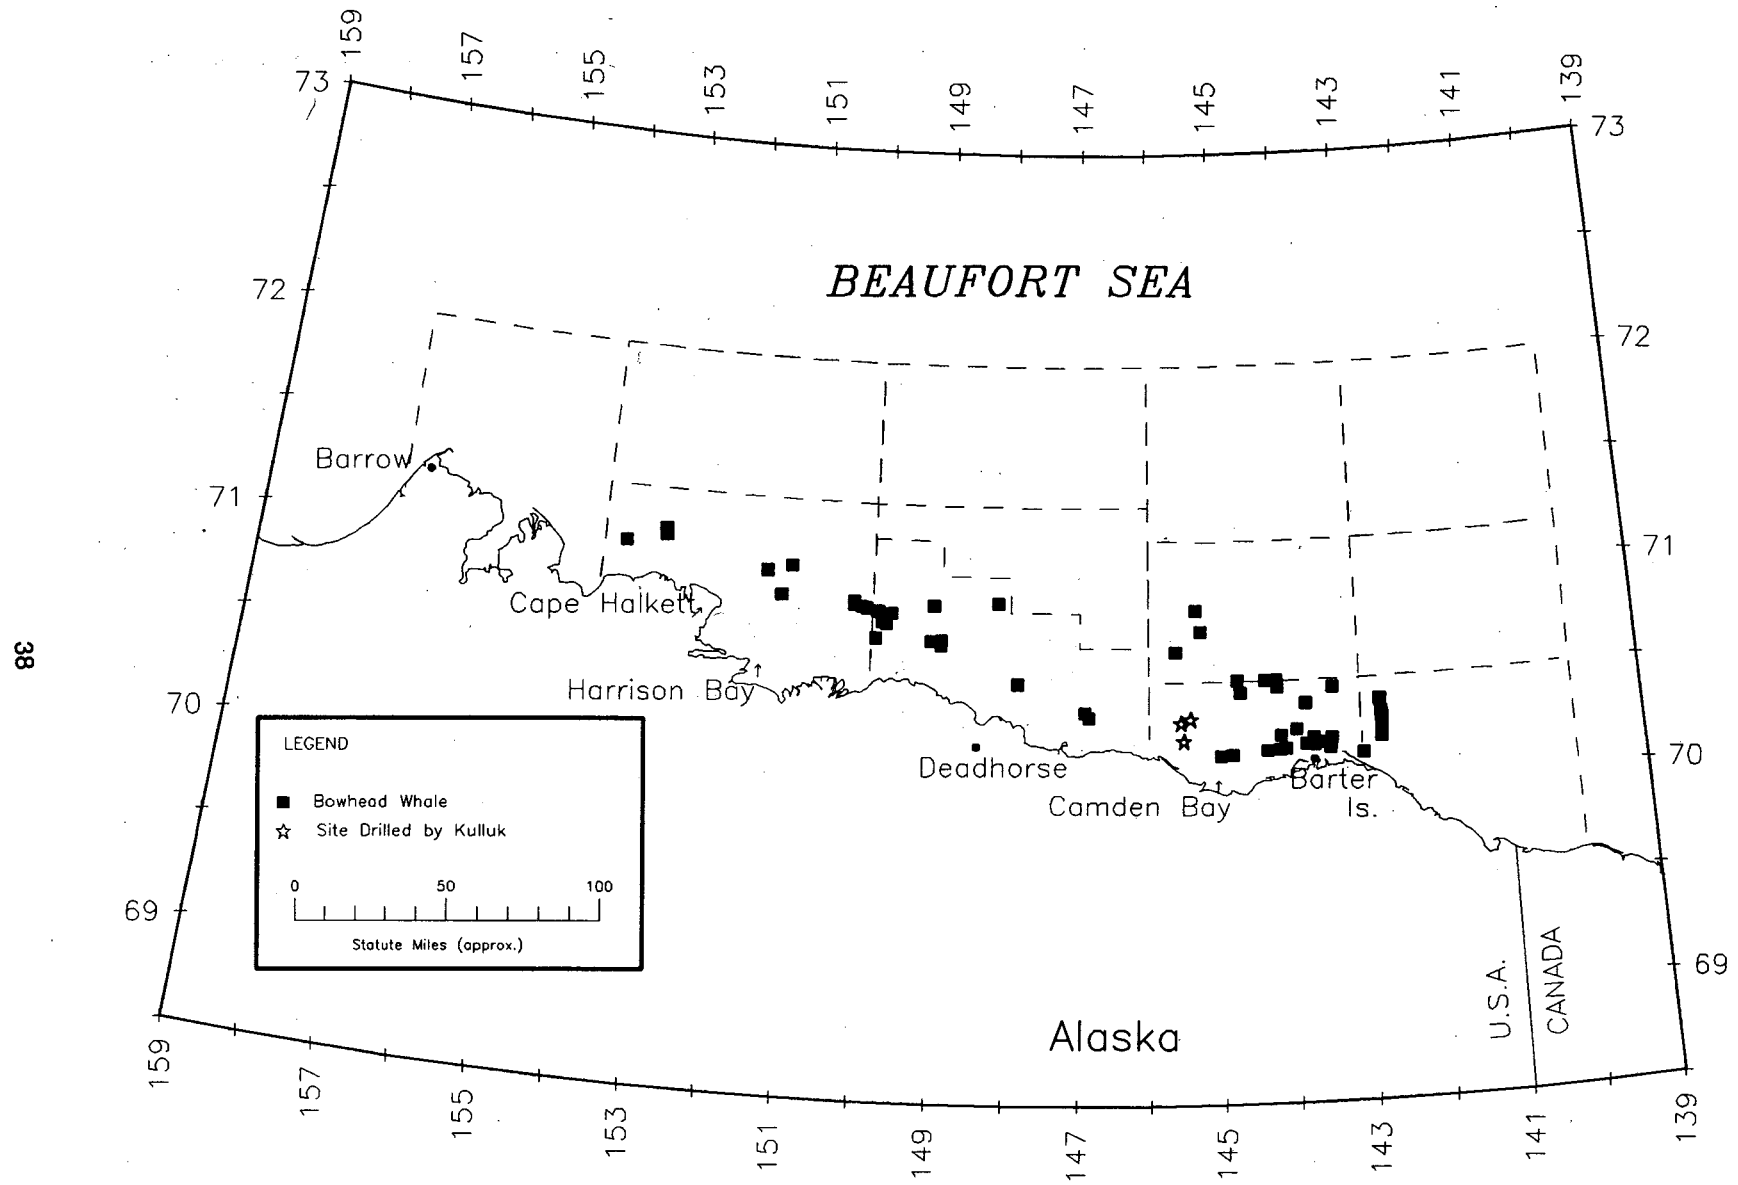 159
157
155
153
151
149
147
145
143
141
139
73
73
BEAUFORT SEA
72
72
Barrow
71
71
Cape Halkett
Harrison Bay
70
70
Deadhorse
Camden Bay
Barter
Is.
LEGEND
Bowhead Whale
Site Drilled by Kulluk
0 50 100
Statute Miles (approx.)
69
69
U.S.A.
CANADA
Alaska
159
157
155
153
151
149
147
145
143
141
139
38